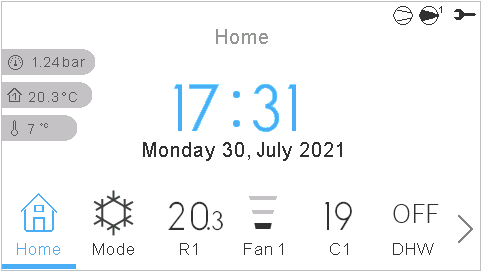 1
Home
1.24bar
20.3°C
7 °C
17:31
Monday 30, July 2021
20.3 19 OFF
Home Mode R1 Fan 1 C1 DHW